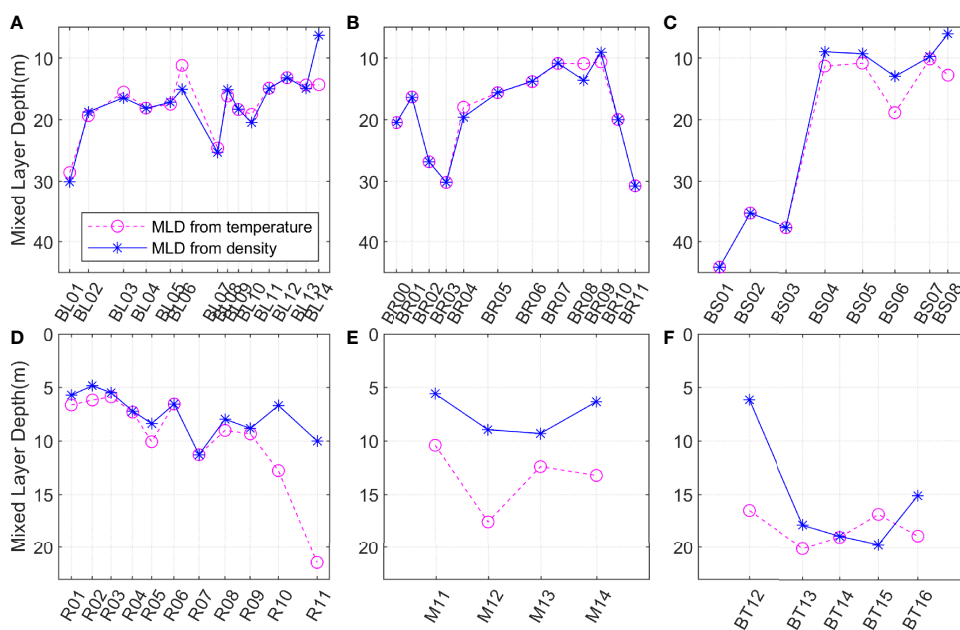 A
B
C
Mixed Layer Depth(m)
10
20
30
40
MLD from temperature
MLD from density
BL01
BL02
BL03
BL04
BL05
BL06
BL07
BL08
BL09
BL10
BL11
BL12
BL13
BL14
10
20
30
40
BR00
BR01
BR02
BR03
BR04
BR05
BR06
BR07
BR08
BR09
BR10
BR11
10
20
30
40
BS01
BS02
BS03
BS04
BS05
BS06
BS07
BS08
D
E
F
Mixed Layer Depth(m)
0
5
10
15
20
R01
R02
R03
R04
R05
R06
R07
R08
R09
R10
R11
0
5
10
15
20
M11
M12
M13
M14
0
5
10
15
20
BT12
BT13
BT14
BT15
BT16